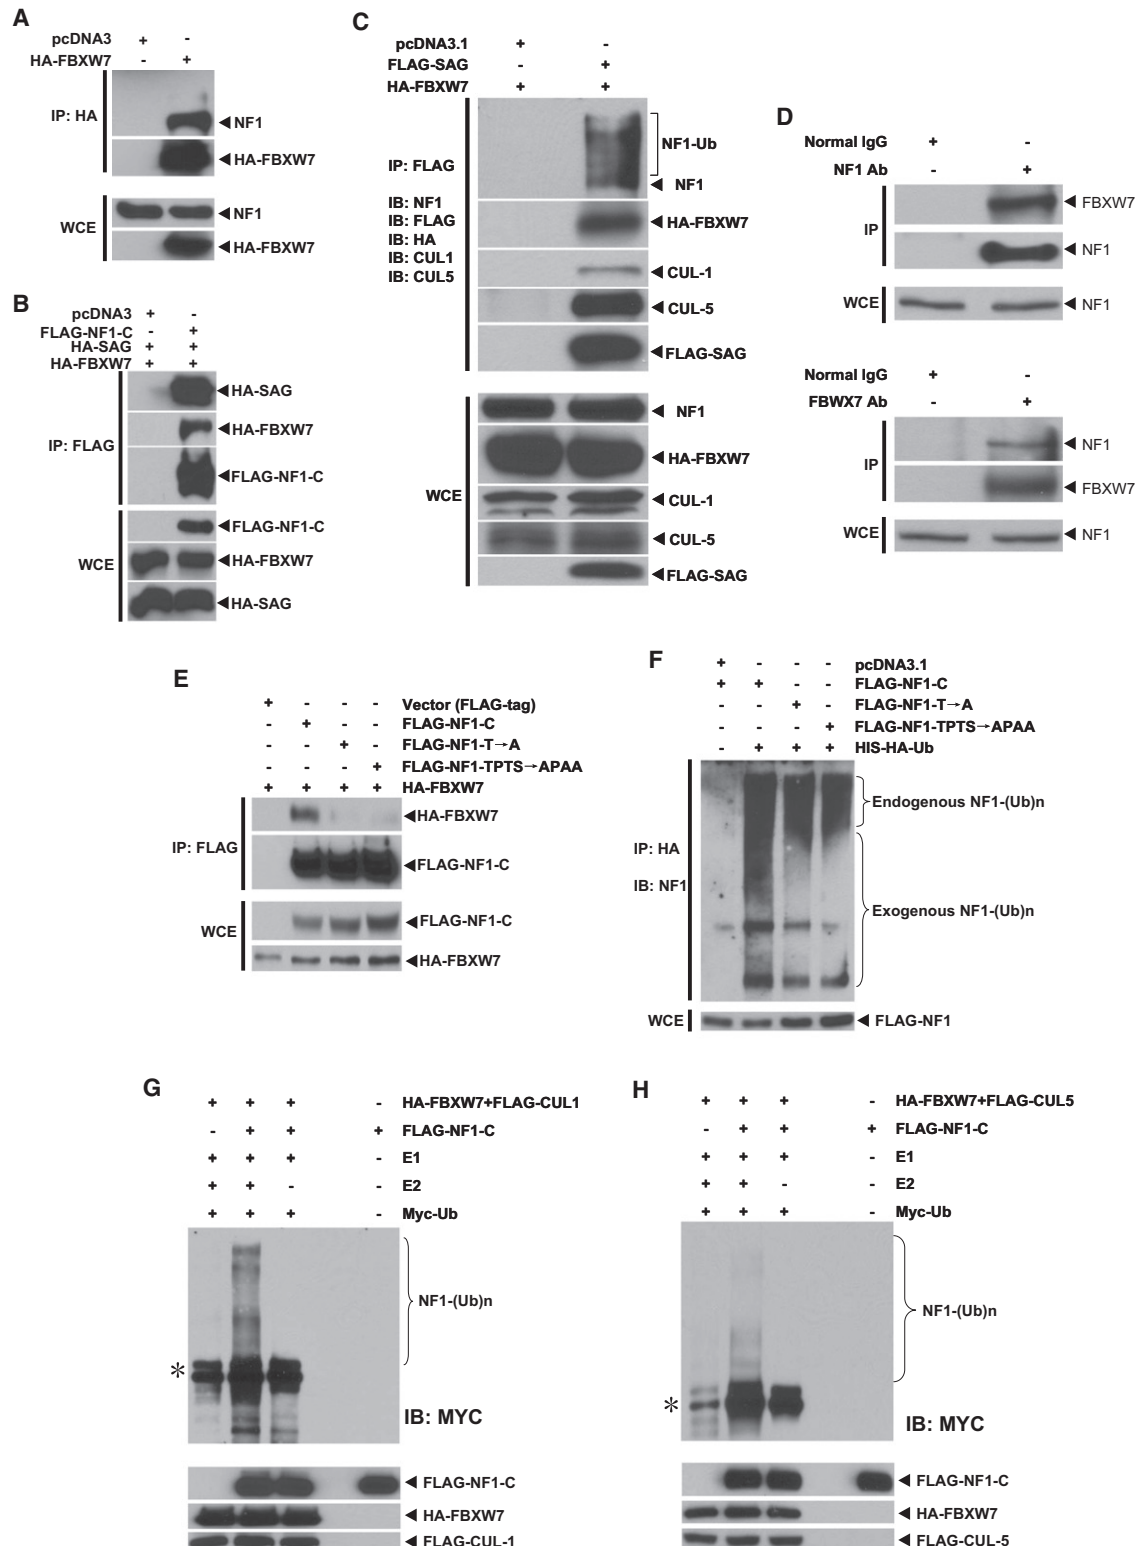 A
pcDNA3 + -
HA-FBXW7 - +
IP: HA
NF1
HA-FBXW7
WCE
NF1
HA-FBXW7
B
pcDNA3 + -
FLAG-NF1-C - +
HA-SAG + +
HA-FBXW7 + +
IP: FLAG
HA-SAG
HA-FBXW7
FLAG-NF1-C
WCE
FLAG-NF1-C
HA-FBXW7
HA-SAG
C
pcDNA3.1 + -
FLAG-SAG - +
HA-FBXW7 + +
IP: FLAG
IB: NF1
IB: FLAG
IB: HA
IB: CUL1
IB: CUL5
NF1-Ub
NF1
HA-FBXW7
CUL-1
CUL-5
FLAG-SAG
WCE
NF1
HA-FBXW7
CUL-1
CUL-5
FLAG-SAG
D
Normal IgG + -
NF1 Ab - +
IP
FBXW7
NF1
WCE
NF1
Normal IgG + -
FBWX7 Ab - +
IP
NF1
FBXW7
WCE
NF1
E
+ - - - Vector (FLAG-tag)
- + - - FLAG-NF1-C
- - + - FLAG-NF1-T→A
- - - + FLAG-NF1-TPTS→APAA
+ + + + HA-FBXW7
IP: FLAG
HA-FBXW7
FLAG-NF1-C
WCE
FLAG-NF1-C
HA-FBXW7
F
+ - - - pcDNA3.1
+ + - - FLAG-NF1-C
- - + - FLAG-NF1-T→A
- - - + FLAG-NF1-TPTS→APAA
- + + + HIS-HA-Ub
IP: HA
IB: NF1
Endogenous NF1-(Ub)n
Exogenous NF1-(Ub)n
WCE
FLAG-NF1
G
+ + + - HA-FBXW7+FLAG-CUL1
- + + + FLAG-NF1-C
+ + + - E1
+ + - - E2
+ + + - Myc-Ub
NF1-(Ub)n
*
IB: MYC
FLAG-NF1-C
HA-FBXW7
FLAG-CUL-1
H
+ + + - HA-FBXW7+FLAG-CUL5
- + + + FLAG-NF1-C
+ + + - E1
+ + - - E2
+ + + - Myc-Ub
NF1-(Ub)n
*
IB: MYC
FLAG-NF1-C
HA-FBXW7
FLAG-CUL-5